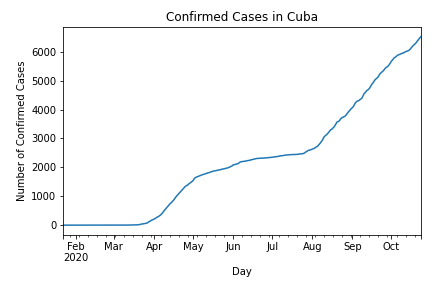 Confirmed Cases in Cuba
Number of Confirmed Cases
6000
5000
4000
3000
2000
1000
0
Feb Mar Apr May Jun Jul Aug Sep Oct
2020
Day